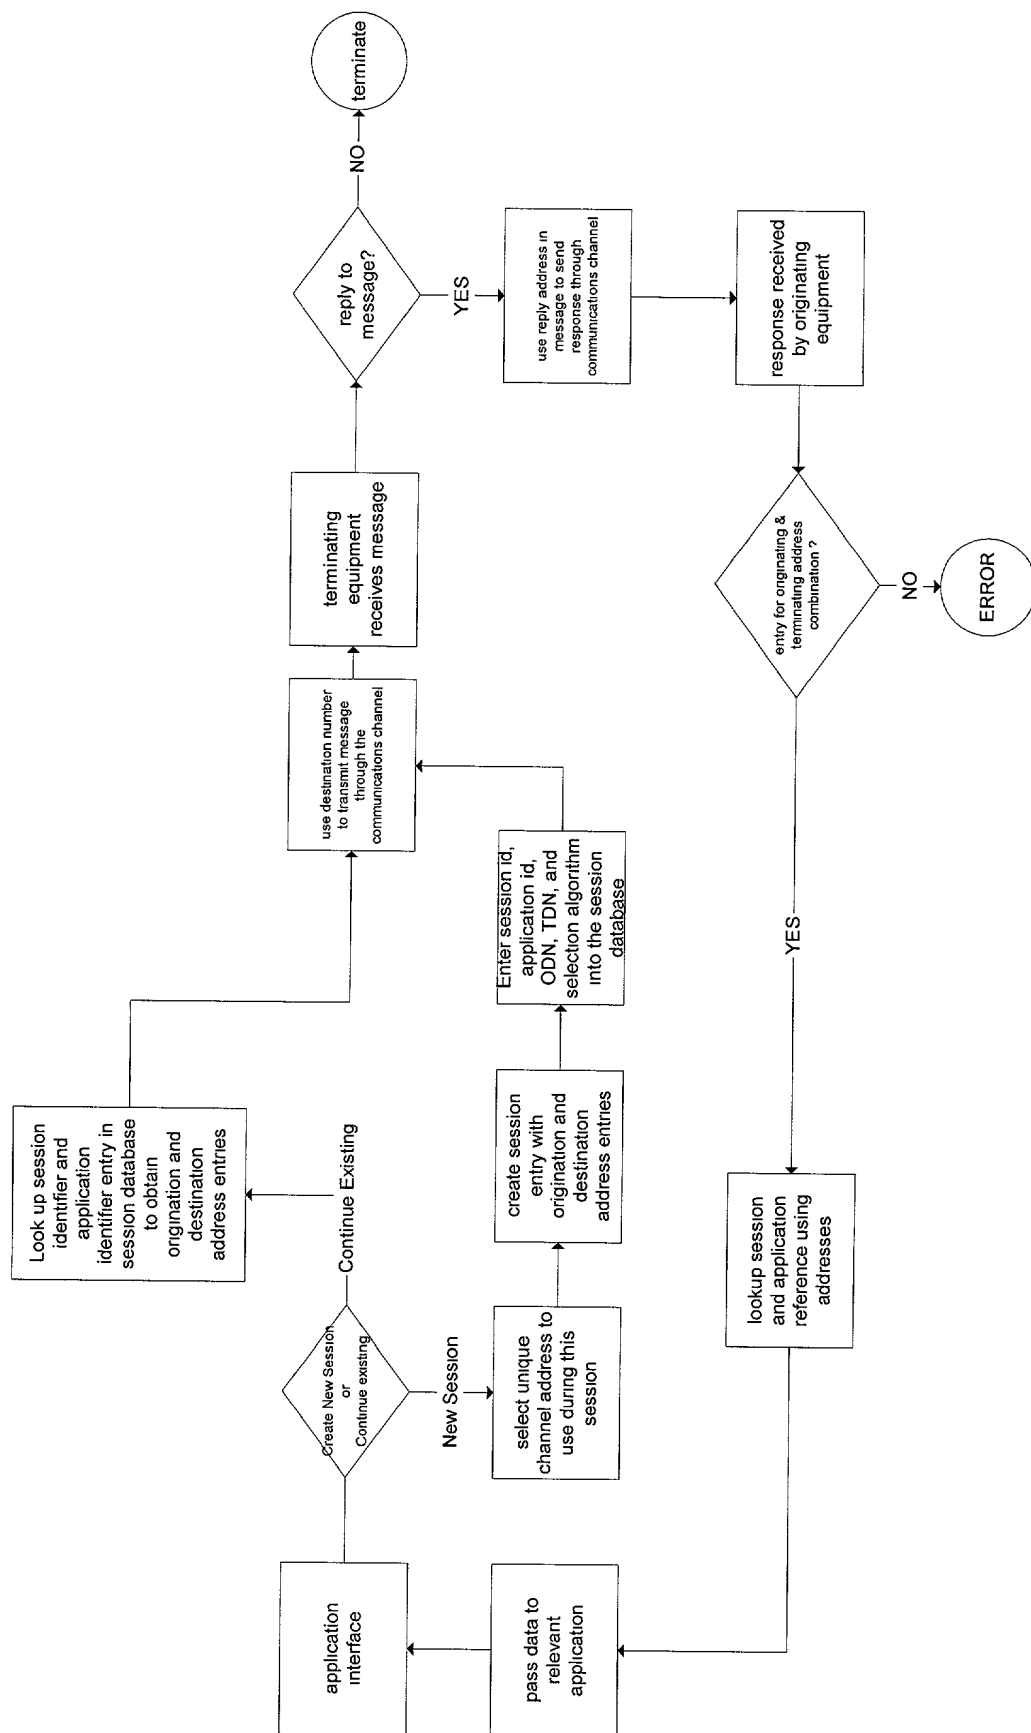 application
interface
Create New Session
or
Continue existing
Continue Existing
New Session
Look up session
identifier and
application
identifier entry in
session database
to obtain
origination and
destination
address entries
select unique
channel address to
use during this
session
create session
entry with
origination and
destination
address entries
Enter session id,
application id,
ODN, TDN, and
selection algorithm
into the session
database
use destination number
to transmit message
through the
communications channel
terminating
equipment
receives message
reply to
message?
NO
terminate
YES
use reply address in
message to send
response through
communications channel
response received
by originating
equipment
entry for originating &
terminating address
combination ?
NO
ERROR
YES
lookup session
and application
reference using
addresses
pass data to
relevant
application